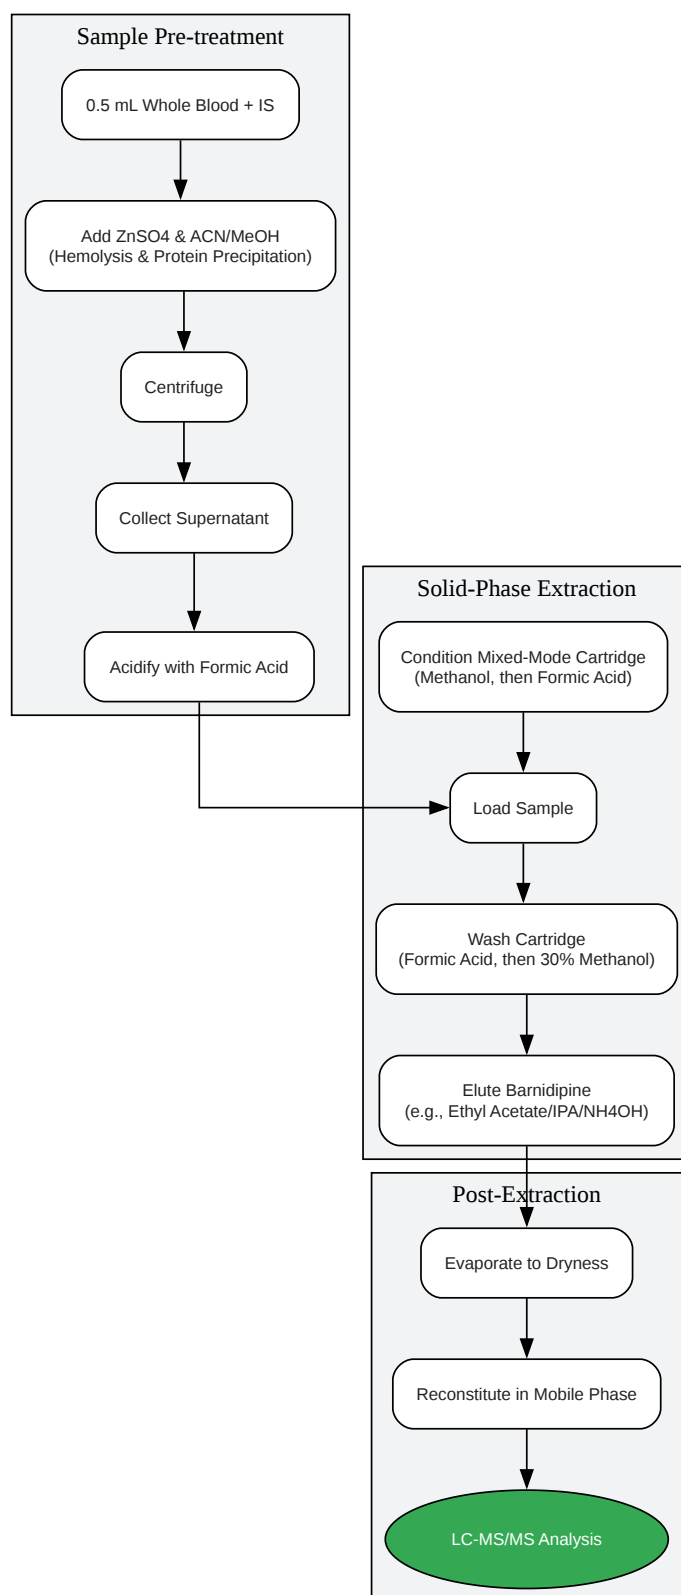 Sample Pre-treatment
0.5 mL Whole Blood + IS
Add ZnSO4 & ACN/MeOH
(Hemolysis & Protein Precipitation)
Centrifuge
Collect Supernatant
Acidify with Formic Acid
Solid-Phase Extraction
Condition Mixed-Mode Cartridge
(Methanol, then Formic Acid)
Load Sample
Wash Cartridge
(Formic Acid, then 30% Methanol)
Elute Barnidipine
(e.g., Ethyl Acetate/IPA/NH4OH)
Post-Extraction
Evaporate to Dryness
Reconstitute in Mobile Phase
LC-MS/MS Analysis